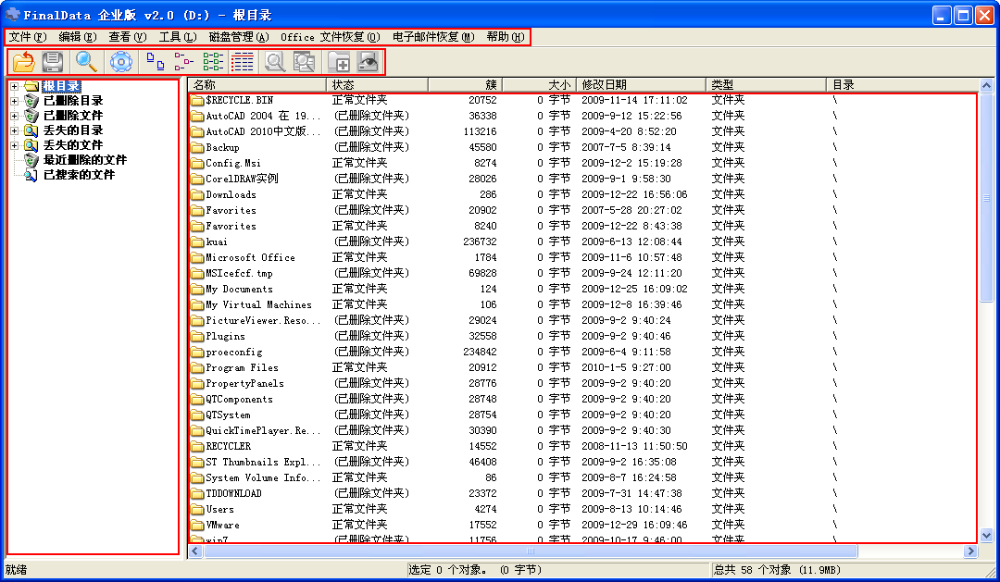 FinalData 企业版 v2.0 (D:) - 根目录
文件(F) 编辑(E) 查看(V) 工具(L) 磁盘管理(A) Office 文件恢复(O) 电子邮件恢复(M) 帮助(H)
根目录
已删除目录
已删除文件
丢失的目录
丢失的文件
最近删除的文件
已搜索的文件
名称 状态 簇 大小 修改日期 类型 目录
$RECYCLE.BIN 正常文件夹 20752 0 字节 2009-11-14 17:11:02 文件夹 \
AutoCAD 2004 在 19... (已删除文件夹) 36338 0 字节 2009-9-12 15:22:56 文件夹 \
AutoCAD 2010中文版... (已删除文件夹) 113216 0 字节 2009-4-20 8:52:20 文件夹 \
Backup (已删除文件夹) 45580 0 字节 2007-7-5 8:39:14 文件夹 \
Config.Msi 正常文件夹 8274 0 字节 2009-12-2 15:19:28 文件夹 \
CorelDRAW实例 (已删除文件夹) 28026 0 字节 2009-9-1 9:58:30 文件夹 \
Downloads 正常文件夹 286 0 字节 2009-12-22 16:56:06 文件夹 \
Favorites (已删除文件夹) 20902 0 字节 2007-5-28 20:27:02 文件夹 \
Favorites 正常文件夹 8240 0 字节 2009-12-22 8:43:38 文件夹 \
kuai (已删除文件夹) 236732 0 字节 2009-6-13 12:08:44 文件夹 \
Microsoft Office 正常文件夹 1784 0 字节 2009-11-6 10:57:48 文件夹 \
MSIcefcf.tmp (已删除文件夹) 69828 0 字节 2009-9-24 12:11:20 文件夹 \
My Documents 正常文件夹 124 0 字节 2009-12-25 16:09:02 文件夹 \
My Virtual Machines 正常文件夹 106 0 字节 2009-12-8 16:39:46 文件夹 \
PictureViewer.Reso... (已删除文件夹) 29024 0 字节 2009-9-2 9:40:24 文件夹 \
Plugins (已删除文件夹) 32558 0 字节 2009-9-2 9:40:46 文件夹 \
proeconfig (已删除文件夹) 234842 0 字节 2009-6-4 9:11:58 文件夹 \
Program Files 正常文件夹 20912 0 字节 2010-1-5 9:27:00 文件夹 \
PropertyPanels (已删除文件夹) 28776 0 字节 2009-9-2 9:40:20 文件夹 \
QTComponents (已删除文件夹) 28748 0 字节 2009-9-2 9:40:20 文件夹 \
QTSystem (已删除文件夹) 28754 0 字节 2009-9-2 9:40:20 文件夹 \
QuickTimePlayer.Re... (已删除文件夹) 30390 0 字节 2009-9-2 9:40:30 文件夹 \
RECYCLER 正常文件夹 14552 0 字节 2008-11-13 11:50:50 文件夹 \
ST Thumbnails Expl... (已删除文件夹) 46408 0 字节 2009-9-2 16:35:08 文件夹 \
System Volume Info... 正常文件夹 86 0 字节 2009-8-7 16:24:58 文件夹 \
TDDOWNLOAD (已删除文件夹) 23372 0 字节 2009-7-31 14:47:38 文件夹 \
Users 正常文件夹 4274 0 字节 2009-8-13 10:14:46 文件夹 \
VMware 正常文件夹 17552 0 字节 2009-12-29 16:09:46 文件夹 \
win7 (已删除文件夹) 11756 0 字节 2009-10-17 9:46:00 文件夹 \
就绪 选定 0 个对象。 (0 字节) 总共 58 个对象 (11.9MB)